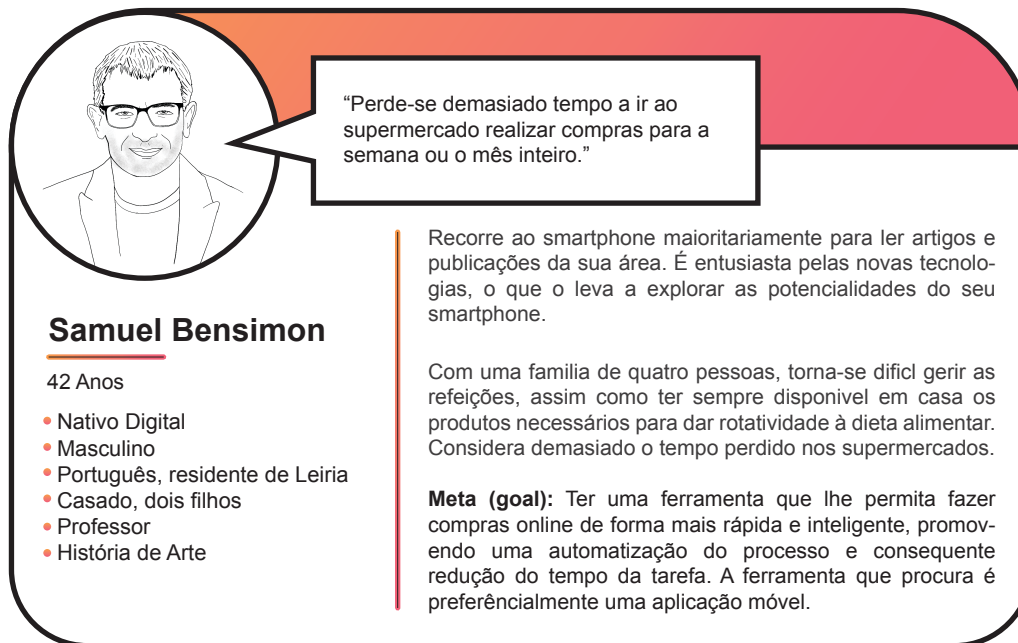 “Perde-se demasiado tempo a ir ao
supermercado realizar compras para a
semana ou o mês inteiro.”
Samuel Bensimon
42 Anos
• Nativo Digital
• Masculino
• Português, residente de Leiria
• Casado, dois filhos
• Professor
• História de Arte
Recorre ao smartphone maioritariamente para ler artigos e
publicações da sua área. É entusiasta pelas novas tecnolo-
gias, o que o leva a explorar as potencialidades do seu
smartphone.
Com uma familia de quatro pessoas, torna-se dificl gerir as
refeições, assim como ter sempre disponivel em casa os
produtos necessários para dar rotatividade à dieta alimentar.
Considera demasiado o tempo perdido nos supermercados.
Meta (goal): Ter uma ferramenta que lhe permita fazer
compras online de forma mais rápida e inteligente, promov-
endo uma automatização do processo e consequente
redução do tempo da tarefa. A ferramenta que procura é
preferêncialmente uma aplicação móvel.